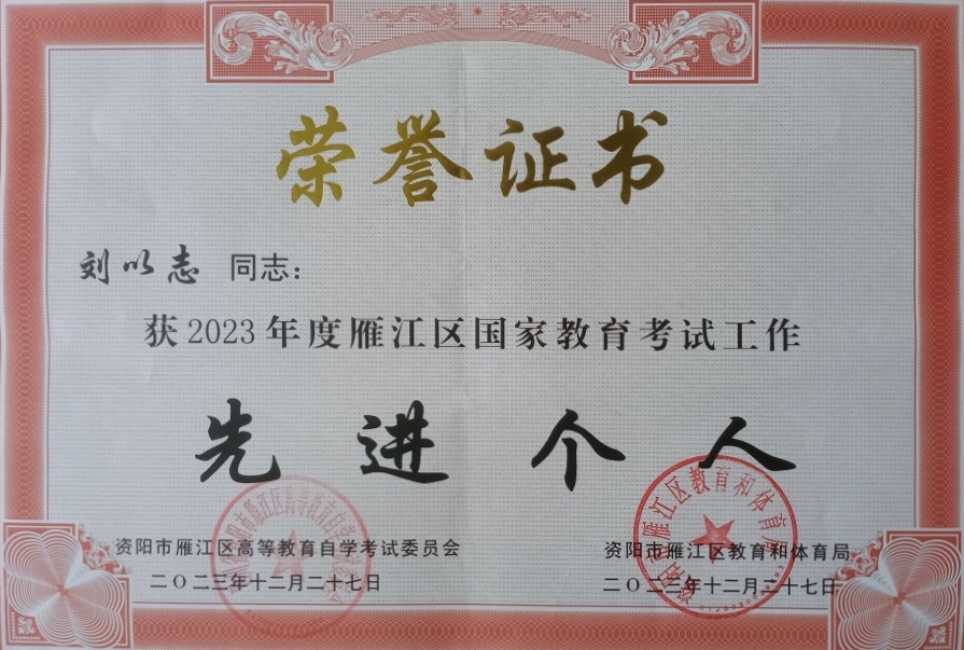 荣誉证书
刘以志 同志：
获2023年度雁江区国家教育考试工作
先进个人
资阳市雁江区高等教育自学考试委员会
二〇二三年十二月二十七日
资阳市雁江区教育和体育局
二〇二三年十二月二十七日